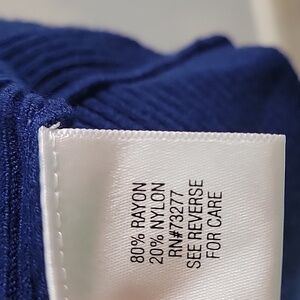 80% RAYON
20% NYLON
RN#73277
SEE REVERSE
FOR CARE